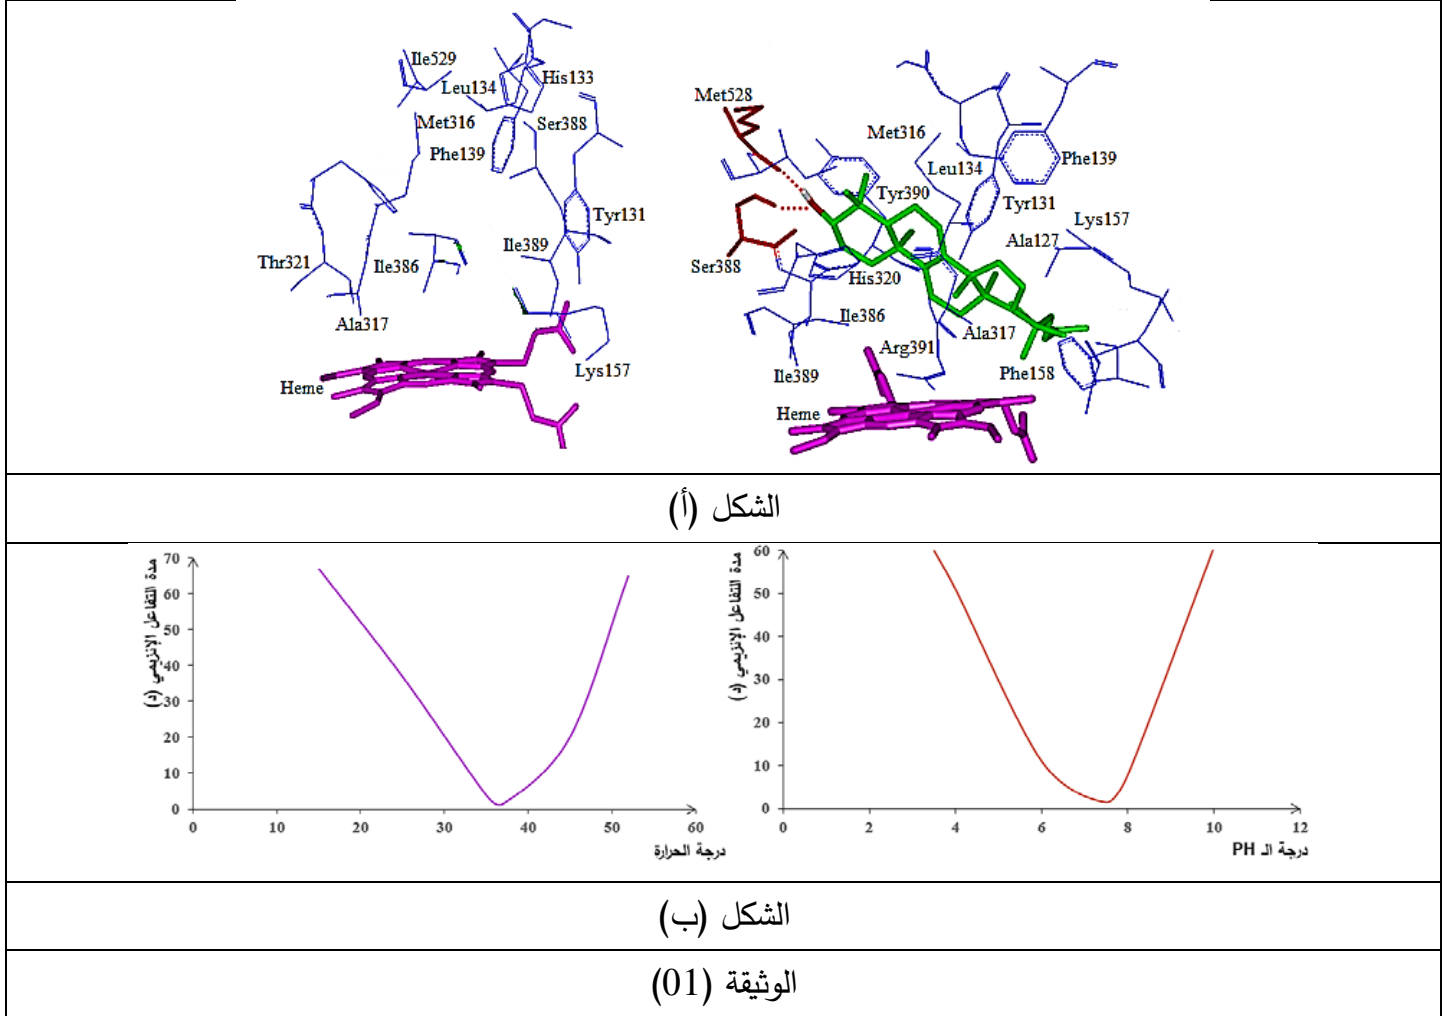 Ile529
His133
Leu134
Met316
Ser388
Phe139
Tyr131
Ile389
Thr321
Ile386
Ala317
Lys157
Heme
Met528
Met316
Phe139
Leu134
Tyr390
Tyr131
Lys157
Ala127
Ser388
His320
Ile386
Ala317
Arg391
Phe158
Ile389
Heme
الشكل (أ)
مدة التفاعل الإنزيمي (د)
70
60
50
40
30
20
10
0
0 10 20 30 40 50 60
درجة الحرارة
مدة التفاعل الإنزيمي (د)
60
50
40
30
20
10
0
0 2 4 6 8 10 12
درجة الـ PH
الشكل (ب)
الوثيقة (01)